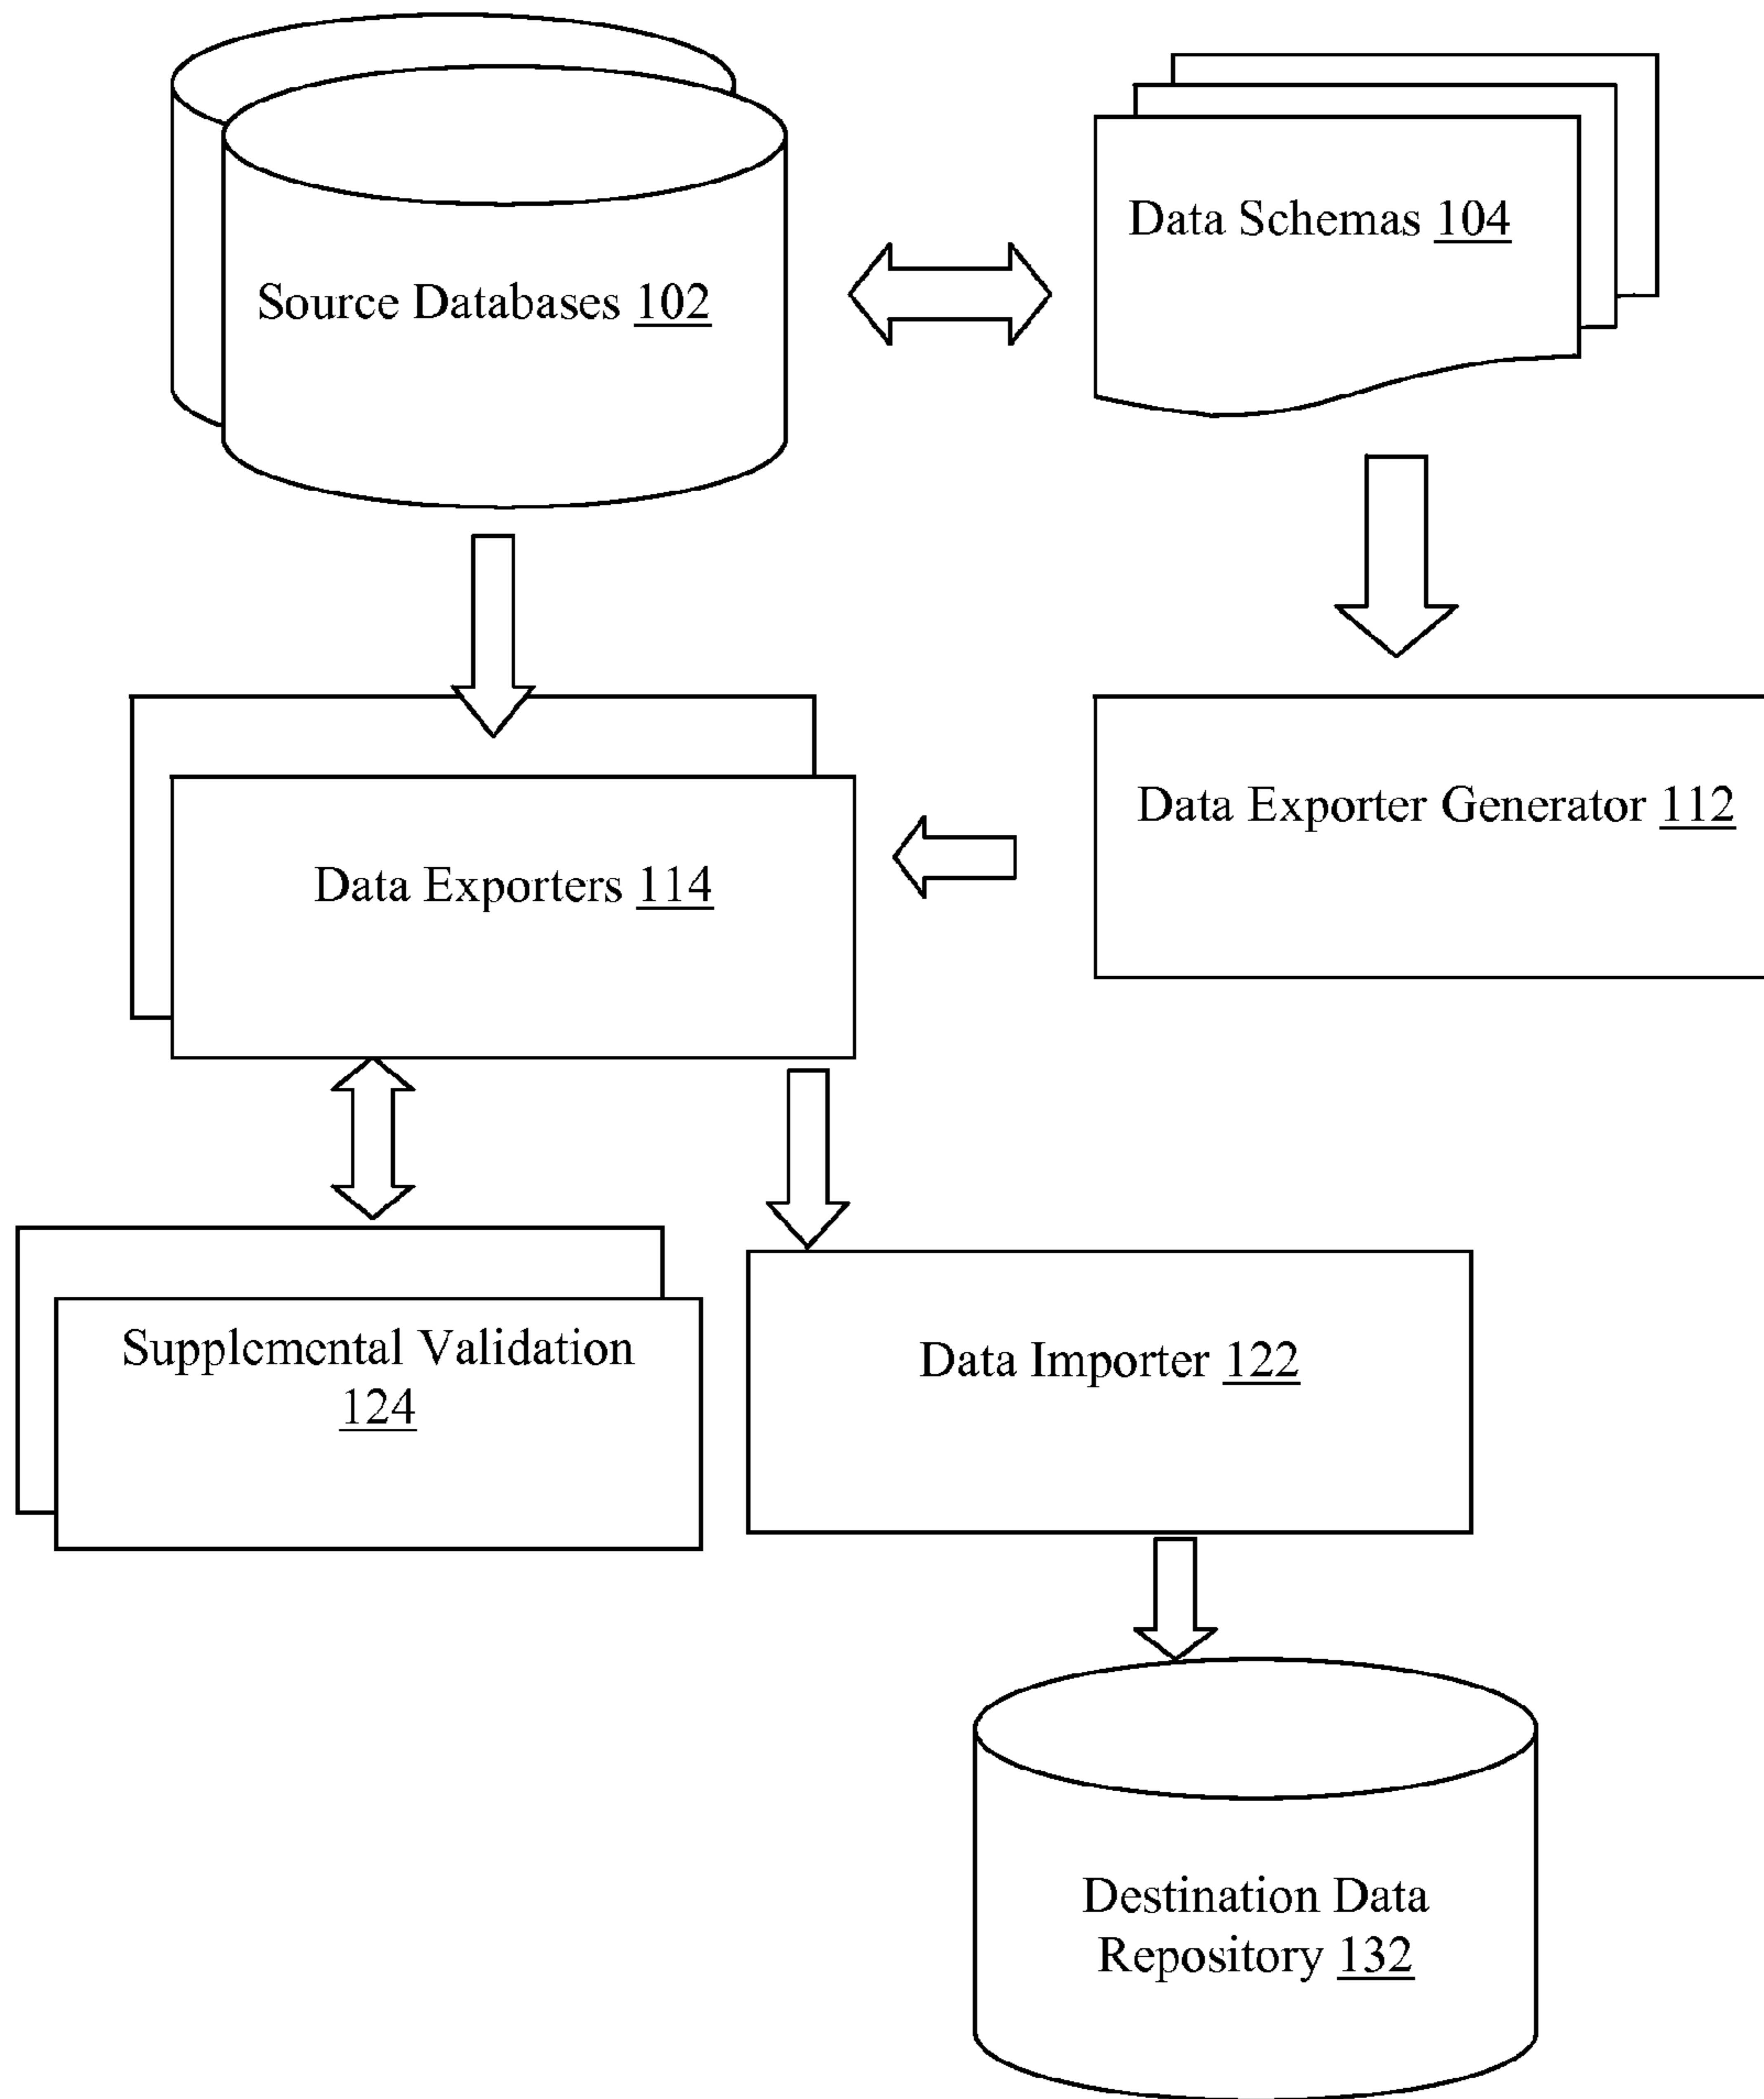 Data Schemas 104
Source Databases 102
Data Exporter Generator 112
Data Exporters 114
Supplemental Validation
124
Data Importer 122
Destination Data
Repository 132